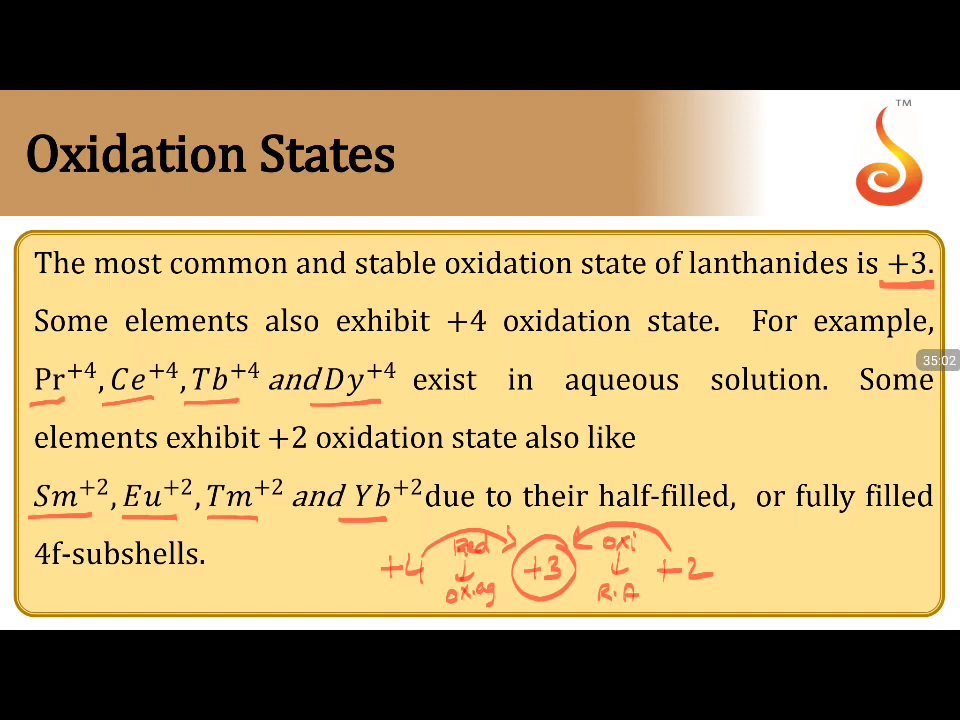 TM
Oxidation States
The most common and stable oxidation state of lanthanides is +3.
Some elements also exhibit +4 oxidation state. For example,
35:02
Pr⁺⁴, Ce⁺⁴, Tb⁺⁴ and Dy⁺⁴ exist in aqueous solution. Some
elements exhibit +2 oxidation state also like
Sm⁺², Eu⁺², Tm⁺² and Yb⁺² due to their half-filled, or fully filled
4f-subshells.
+4 Red → +3 ← oxi +2
↓ ↓
ox.ag R.A